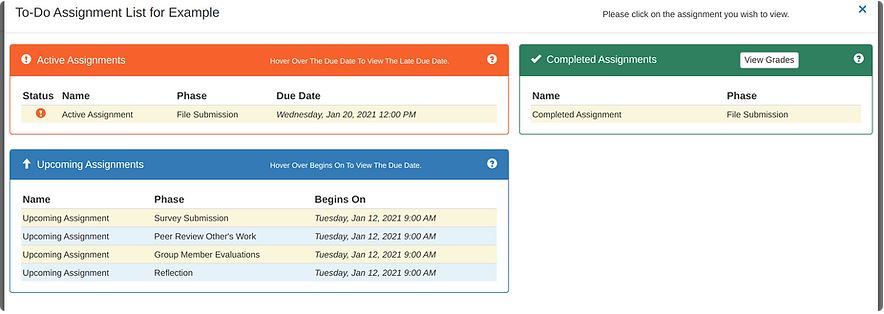 To-Do Assignment List for Example
Please click on the assignment you wish to view.
Active Assignments
Hover Over The Due Date To View The Late Due Date.
Status Name Phase Due Date
Active Assignment File Submission Wednesday, Jan 20, 2021 12:00 PM
Completed Assignments
View Grades
Name Phase
Completed Assignment File Submission
Upcoming Assignments
Hover Over Begins On To View The Due Date.
Name Phase Begins On
Upcoming Assignment Survey Submission Tuesday, Jan 12, 2021 9:00 AM
Upcoming Assignment Peer Review Other's Work Tuesday, Jan 12, 2021 9:00 AM
Upcoming Assignment Group Member Evaluations Tuesday, Jan 12, 2021 9:00 AM
Upcoming Assignment Reflection Tuesday, Jan 12, 2021 9:00 AM